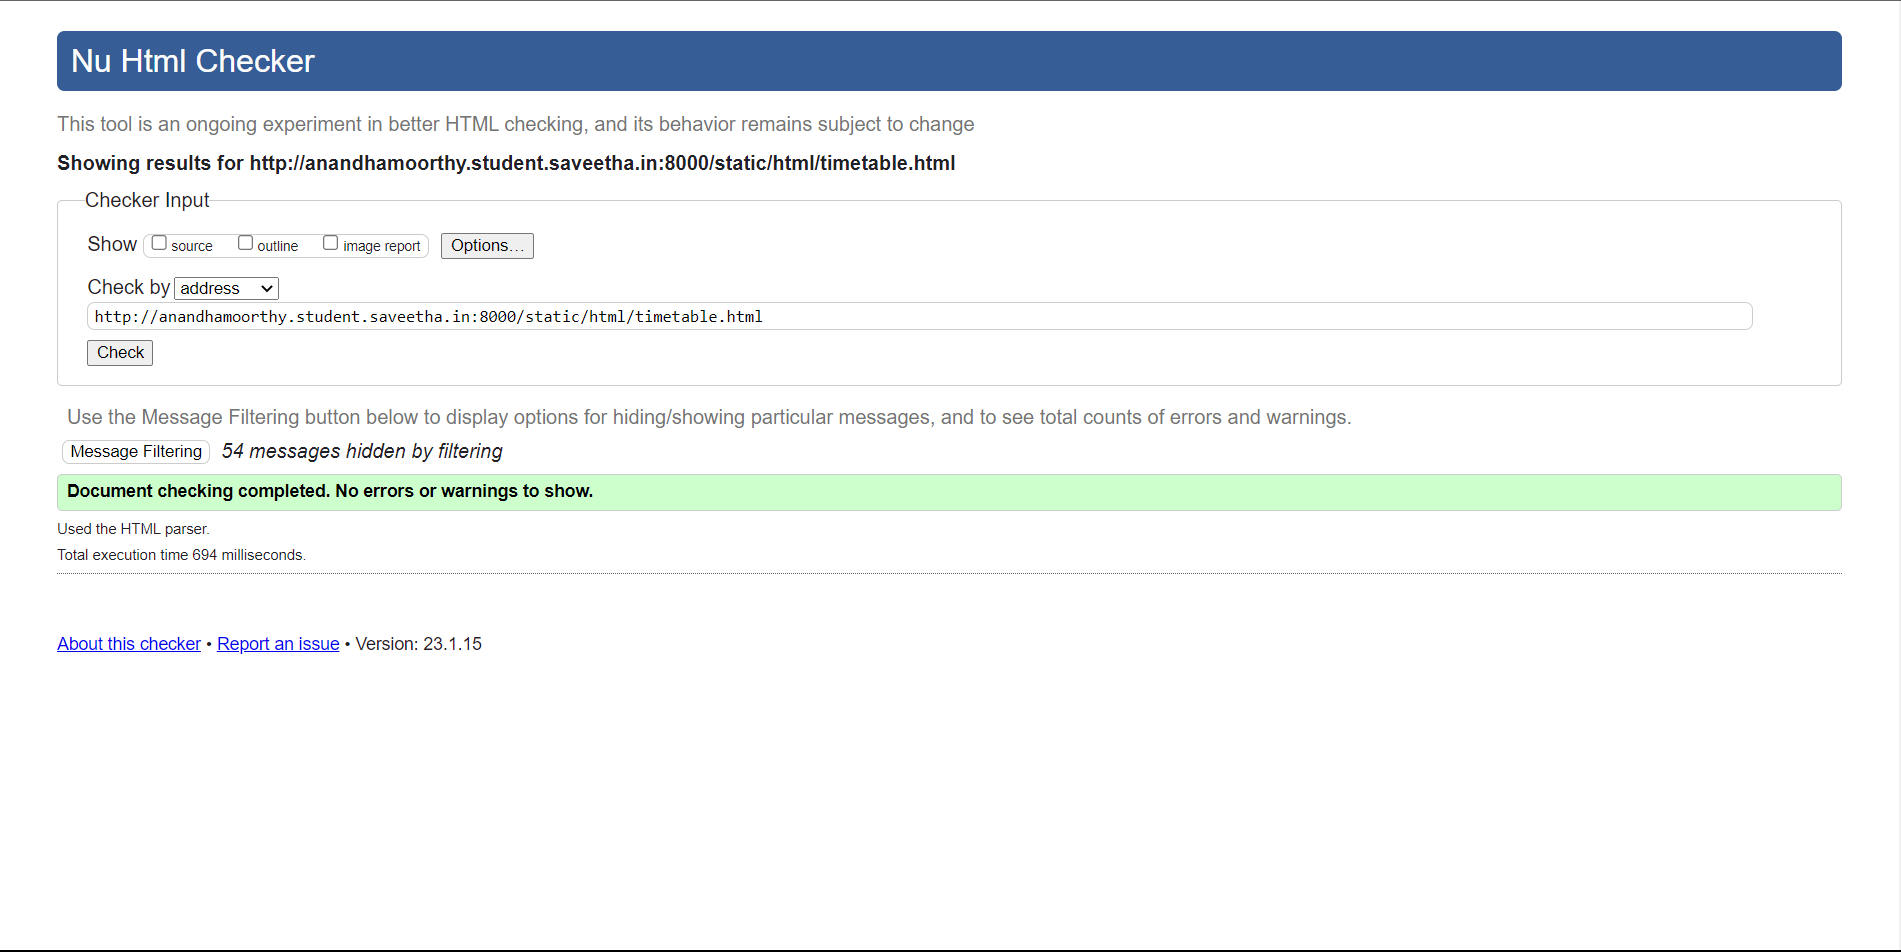 Nu Html Checker
This tool is an ongoing experiment in better HTML checking, and its behavior remains subject to change
Showing results for http://anandhamoorthy.student.saveetha.in:8000/static/html/timetable.html
Checker Input
Show source outline image report Options...
Check by address
http://anandhamoorthy.student.saveetha.in:8000/static/html/timetable.html
Check
Use the Message Filtering button below to display options for hiding/showing particular messages, and to see total counts of errors and warnings.
Message Filtering 54 messages hidden by filtering
Document checking completed. No errors or warnings to show.
Used the HTML parser.
Total execution time 694 milliseconds.
About this checker • Report an issue • Version: 23.1.15